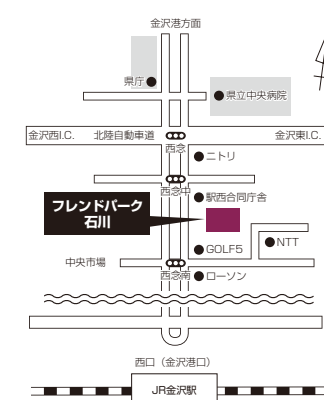 金沢港方面
県庁
県立中央病院
金沢西I.C.
北陸自動車道
金沢東I.C.
西念
ニトリ
西念中
駅西合同庁舎
フレンドパーク
石川
NTT
GOLF5
中央市場
西念南
ローソン
西口（金沢港口）
JR金沢駅